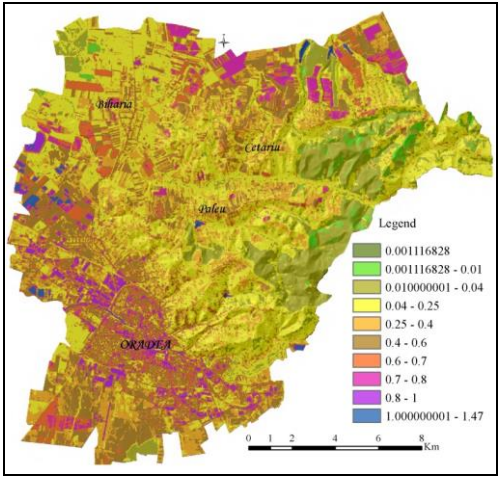 Biharia
Cetariu
Paleu
ORADEA
Legend
0.001116828
0.001116828 - 0.01
0.010000001 - 0.04
0.04 - 0.25
0.25 - 0.4
0.4 - 0.6
0.6 - 0.7
0.7 - 0.8
0.8 - 1
1.000000001 - 1.47
0 1 2 4 6 8
Km